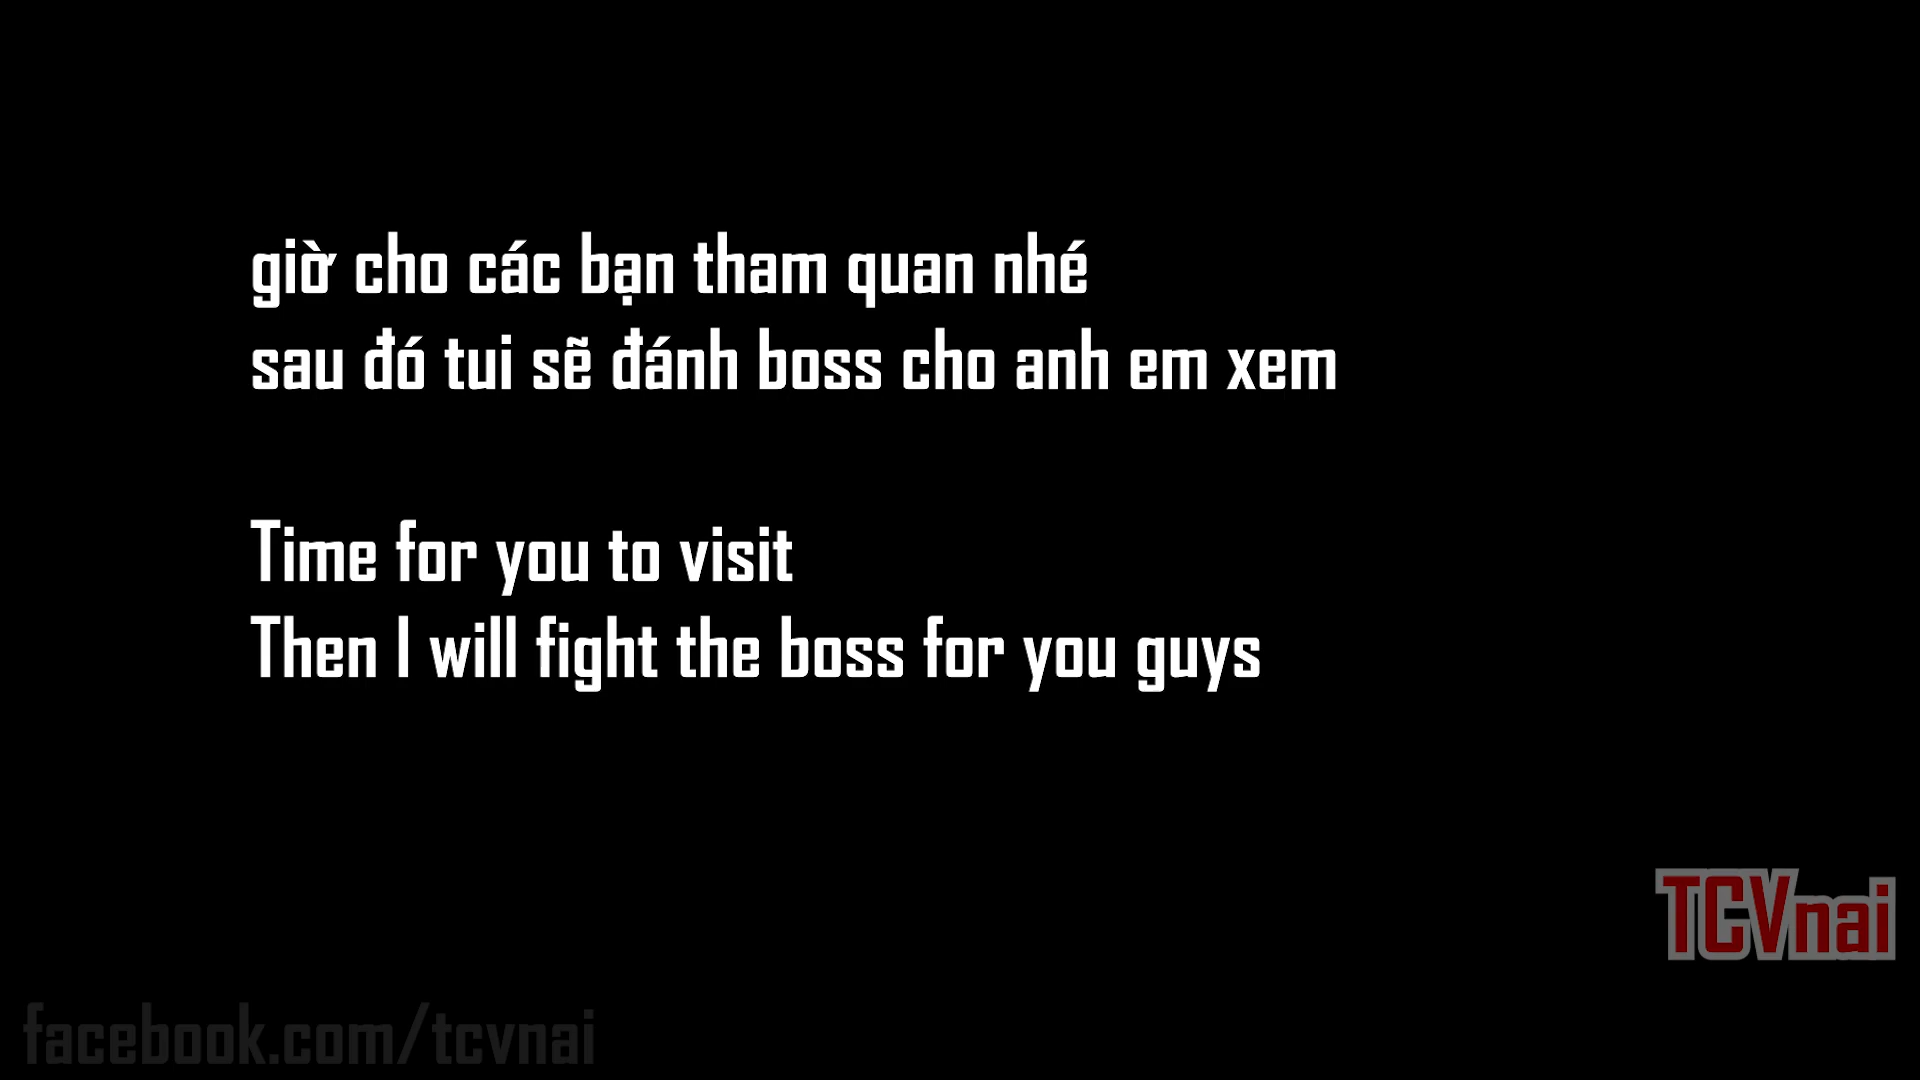 giờ cho các bạn tham quan nhé
sau đó tui sẽ đánh boss cho anh em xem
Time for you to visit
Then I will fight the boss for you guys
TCVnai
facebook.com/tcvnai